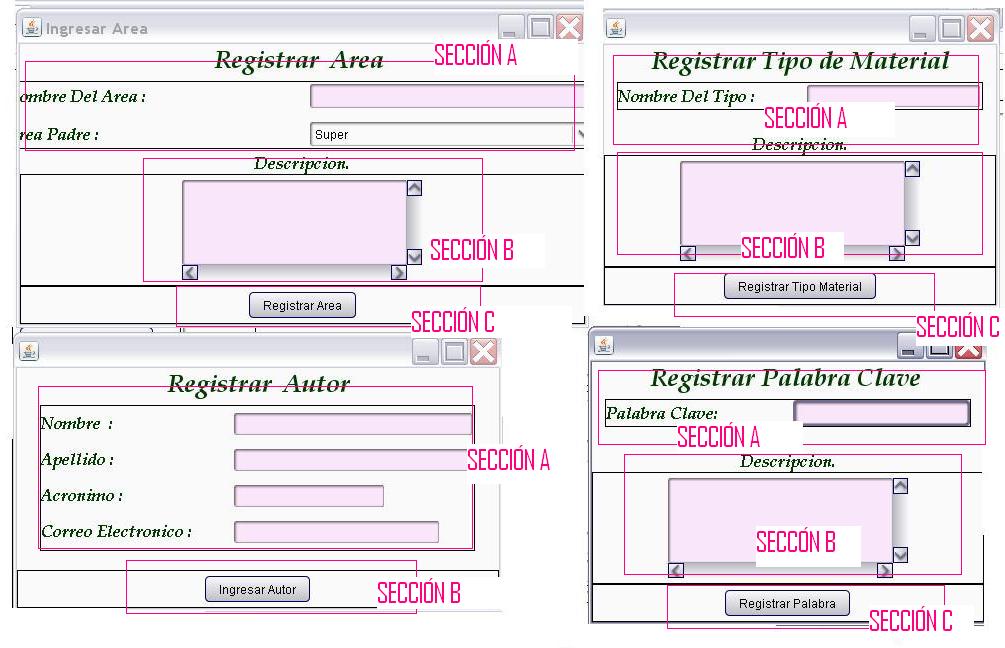 Ingresar Area
Registrar Area
SECCIÓN A
ombre Del Area :
rea Padre :
Super
Descripcion.
SECCIÓN B
Registrar Area
SECCIÓN C
Registrar Tipo de Material
Nombre Del Tipo :
SECCIÓN A
Descripcion.
SECCIÓN B
Registrar Tipo Material
SECCIÓN C
Registrar Autor
Nombre :
Apellido :
SECCIÓN A
Acronimo :
Correo Electronico :
Ingresar Autor
SECCIÓN B
Registrar Palabra Clave
Palabra Clave:
SECCIÓN A
Descripcion.
SECCÓN B
Registrar Palabra
SECCIÓN C